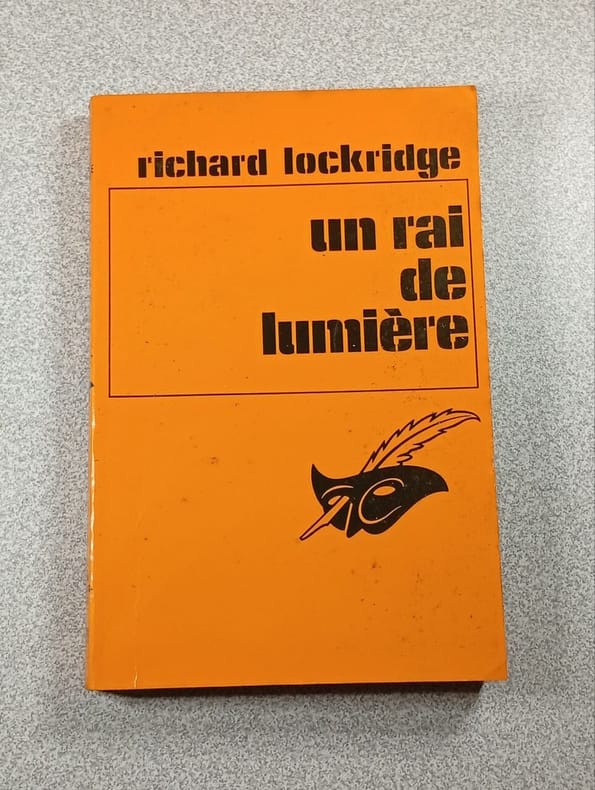 richard lockridge
un rai
de
lumière